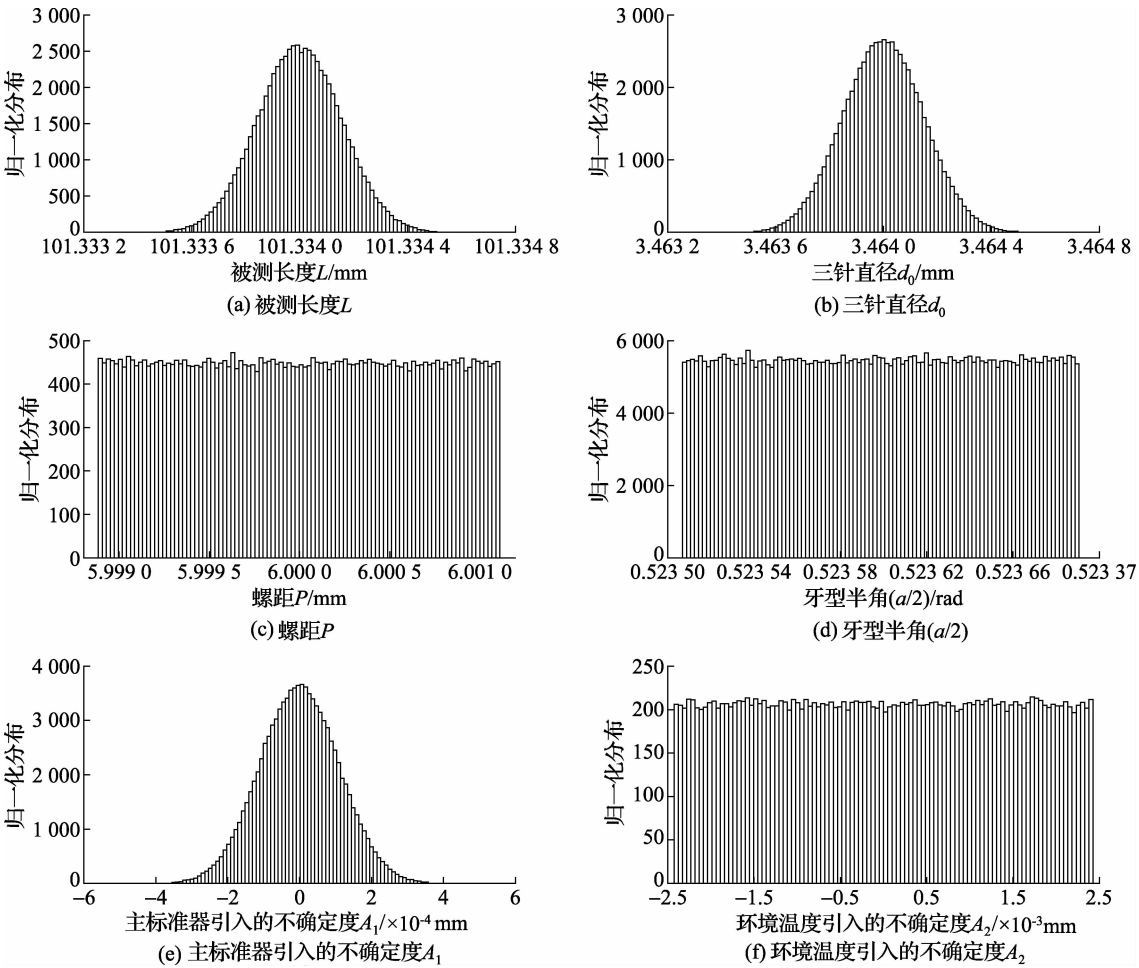 3 000
2 500
2 000
1 500
1 000
500
0
归一化分布
101.333 2 101.333 6 101.334 0 101.334 4 101.334 8
被测长度L/mm
(a) 被测长度L
3 000
2 000
1 000
0
归一化分布
3.463 2 3.463 6 3.464 0 3.464 4 3.464 8
三针直径d₀/mm
(b) 三针直径d₀
500
400
300
200
100
0
归一化分布
5.999 0 5.999 5 6.000 0 6.000 5 6.001 0
螺距P/mm
(c) 螺距P
6 000
4 000
2 000
0
归一化分布
0.523 50 0.523 54 0.523 58 0.523 62 0.523 66 0.523 37
牙型半角(a/2)/rad
(d) 牙型半角(a/2)
4 000
3 000
2 000
1 000
0
归一化分布
−6 −4 −2 0 2 4 6
主标准器引入的不确定度A₁/×10⁻⁴ mm
(e) 主标准器引入的不确定度A₁
250
200
150
100
50
0
归一化分布
−2.5 −1.5 −0.5 0.5 1.5 2.5
环境温度引入的不确定度A₂/×10⁻³mm
(f) 环境温度引入的不确定度A₂